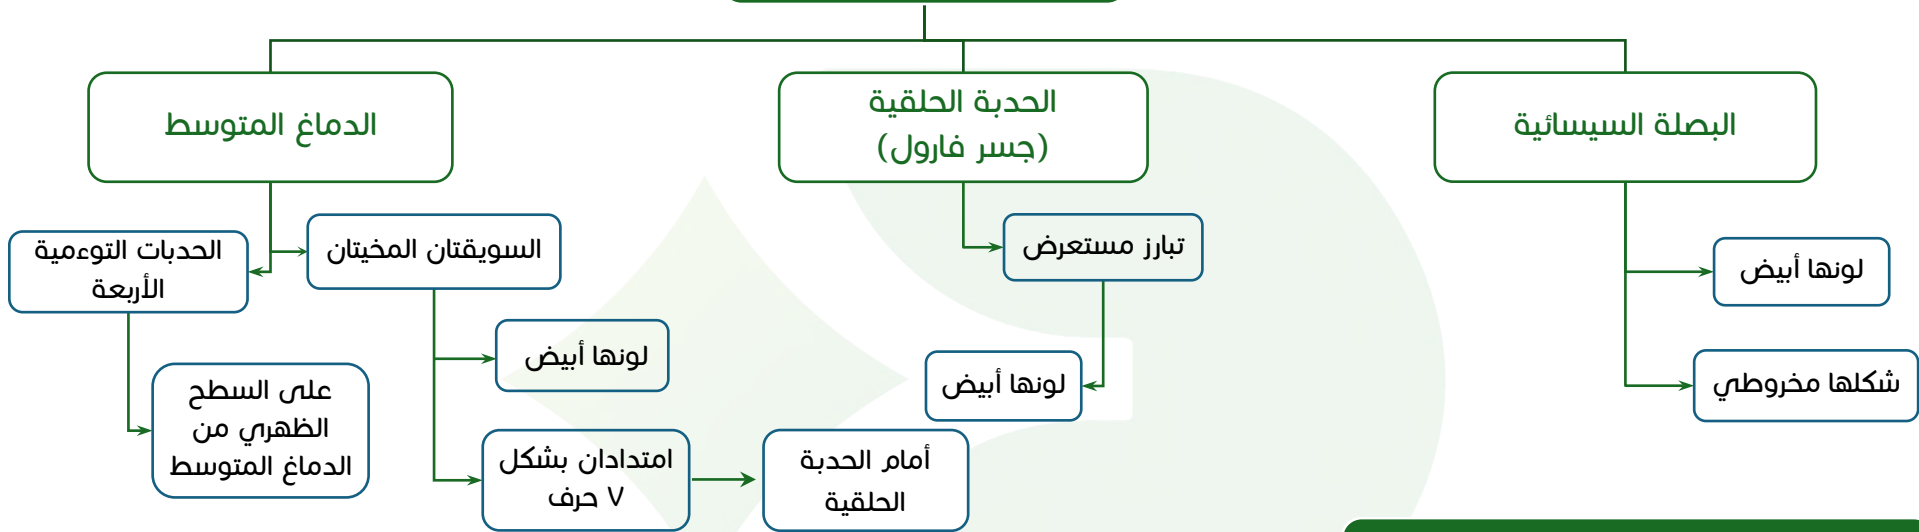 البصلة السيسائية
الحدبة الحلقية
(جسر فارول)
الدماغ المتوسط
لونها أبيض
شكلها مخروطي
تبارز مستعرض
لونها أبيض
السويقتان المخيتان
لونها أبيض
امتدادان بشكل
V حرف
أمام الحدبة
الحلقية
الحدبات التوءمية
الأربعة
على السطح
الظهري من
الدماغ المتوسط